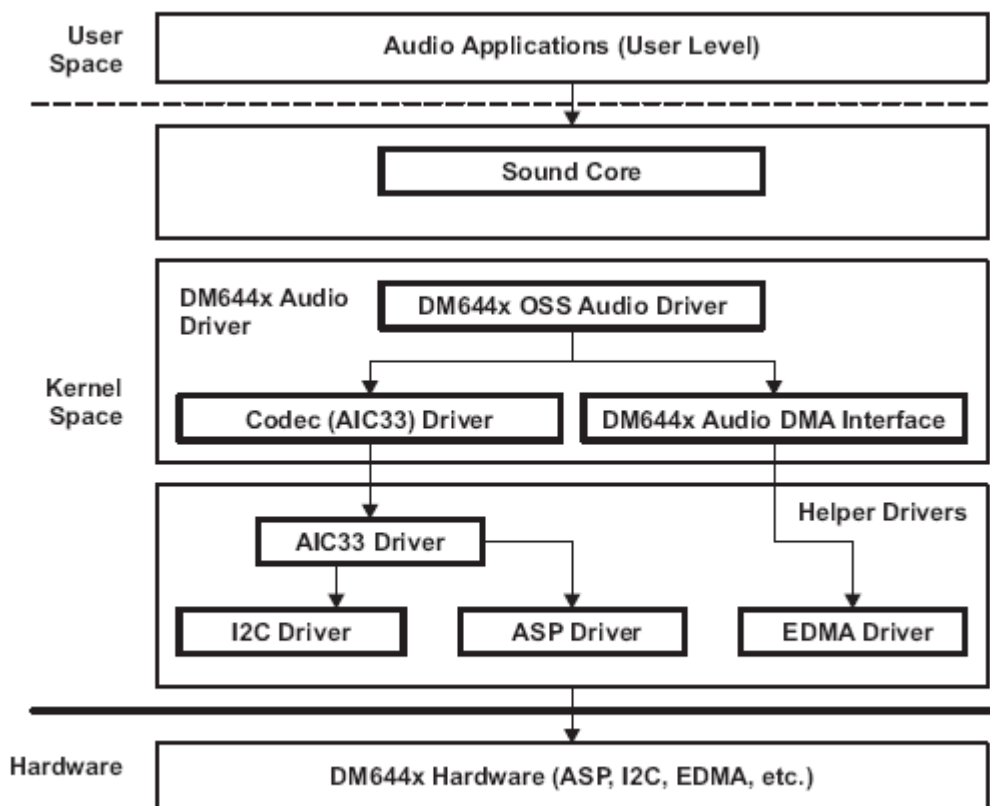 User
Space
Audio Applications (User Level)
Sound Core
DM644x Audio
Driver
DM644x OSS Audio Driver
Kernel
Space
Codec (AIC33) Driver
DM644x Audio DMA Interface
Helper Drivers
AIC33 Driver
I2C Driver
ASP Driver
EDMA Driver
Hardware
DM644x Hardware (ASP, I2C, EDMA, etc.)